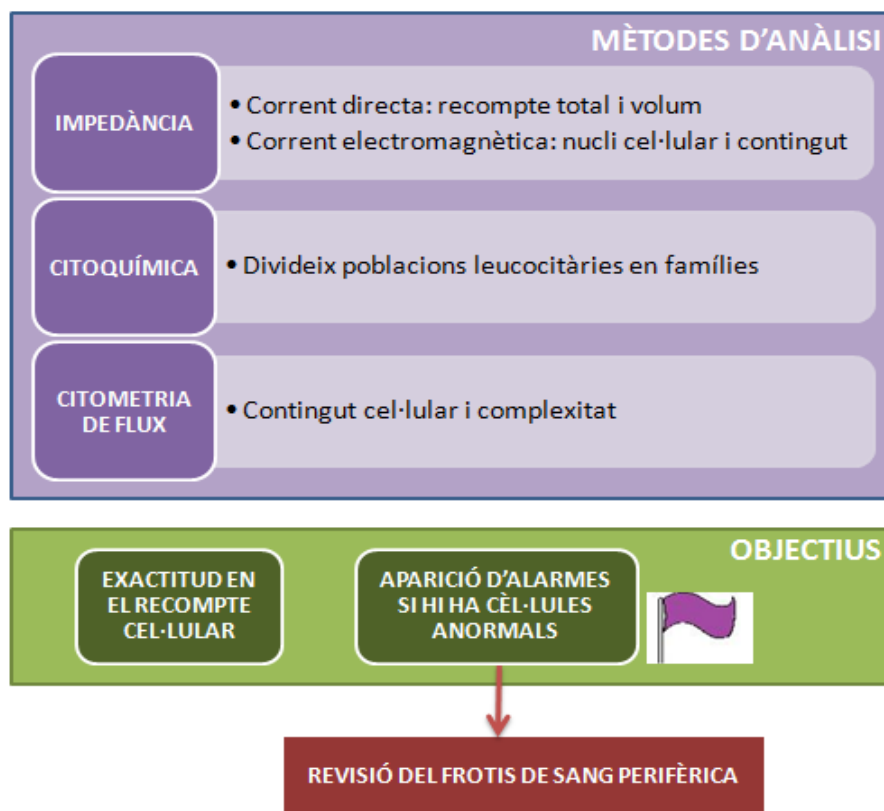 MÈTODES D'ANÀLISI
IMPEDÀNCIA
• Corrent directa: recompte total i volum
• Corrent electromagnètica: nucli cel·lular i contingut
CITOQUÍMICA
• Divideix poblacions leucocitàries en famílies
CITOMETRIA
DE FLUX
• Contingut cel·lular i complexitat
OBJECTIUS
EXACTITUD EN
EL RECOMPTE
CEL·LULAR
APARICIÓ D'ALARMES
SI HI HA CÈL·LULES
ANORMALS
REVISIÓ DEL FROTIS DE SANG PERIFÈRICA